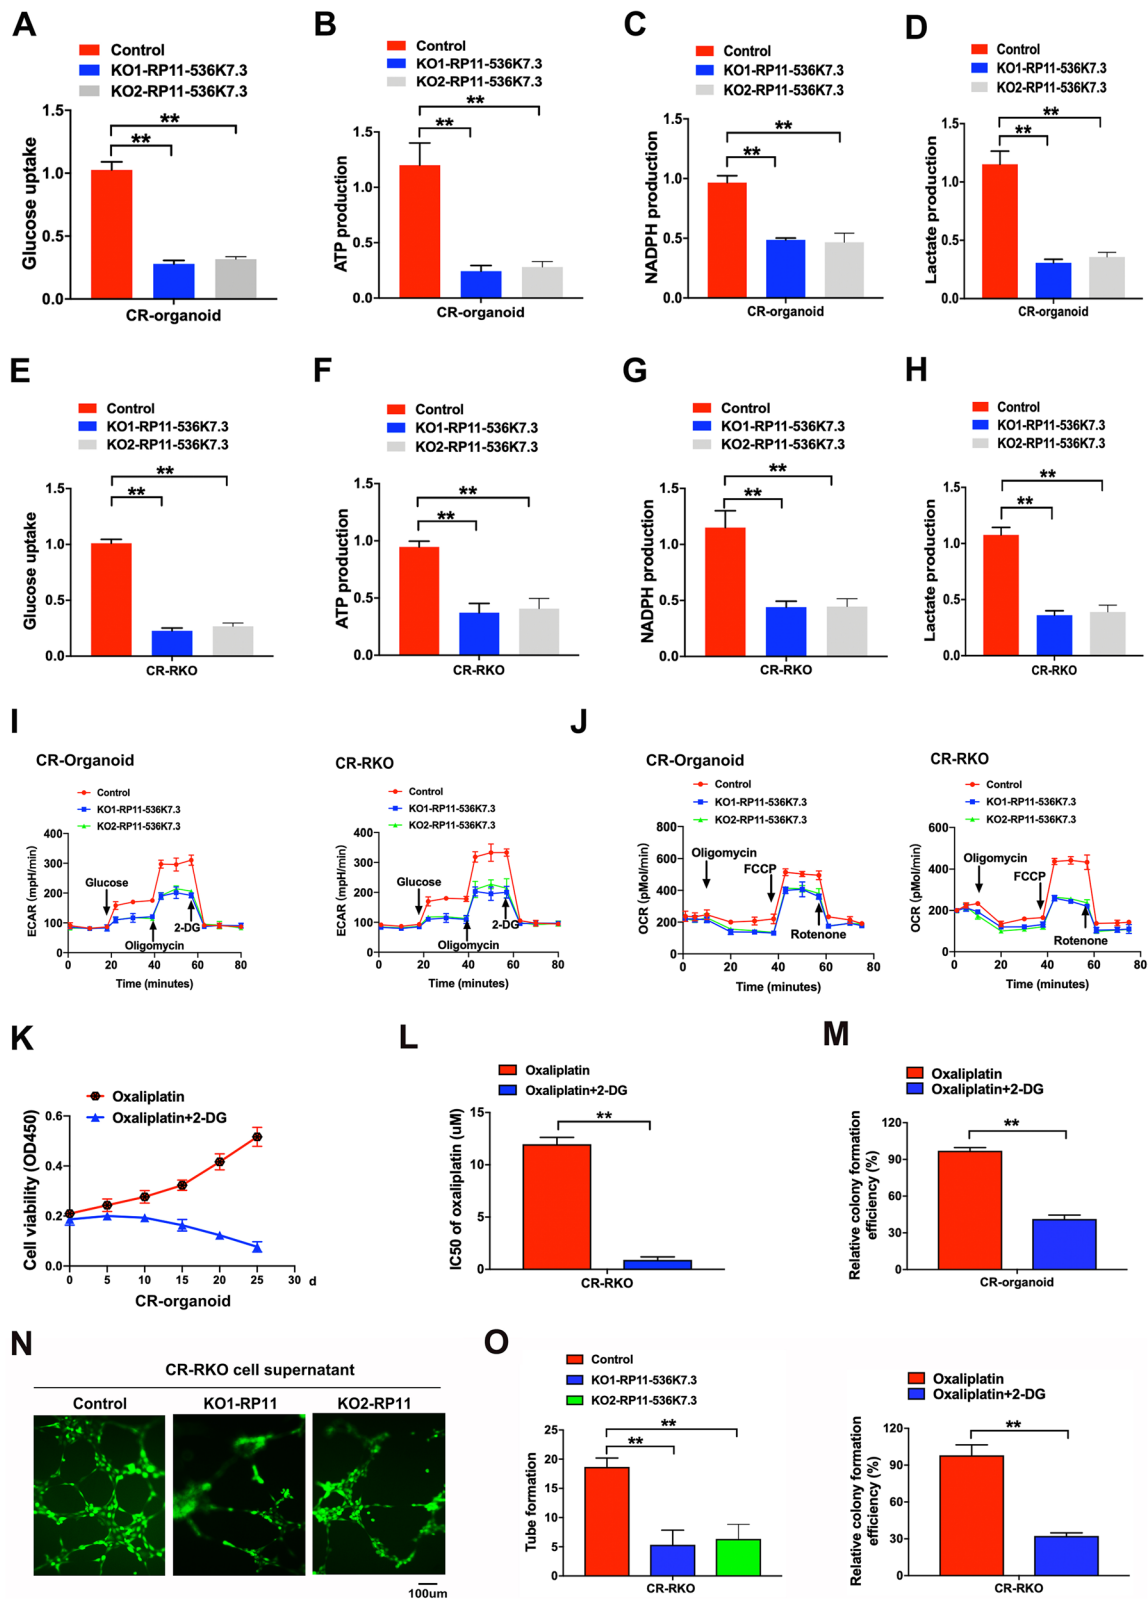 A
Control
KO1-RP11-536K7.3
KO2-RP11-536K7.3
**
**
Glucose uptake
1.5
1.0
0.5
0.0
CR-organoid
B
Control
KO1-RP11-536K7.3
KO2-RP11-536K7.3
**
**
ATP production
1.5
1.0
0.5
0.0
CR-organoid
C
Control
KO1-RP11-536K7.3
KO2-RP11-536K7.3
**
**
NADPH production
1.5
1.0
0.5
0.0
CR-organoid
D
Control
KO1-RP11-536K7.3
KO2-RP11-536K7.3
**
**
Lactate production
1.5
1.0
0.5
0.0
CR-organoid
E
Control
KO1-RP11-536K7.3
KO2-RP11-536K7.3
**
**
Glucose uptake
1.5
1.0
0.5
0.0
CR-RKO
F
Control
KO1-RP11-536K7.3
KO2-RP11-536K7.3
**
**
ATP production
1.5
1.0
0.5
0.0
CR-RKO
G
Control
KO1-RP11-536K7.3
KO2-RP11-536K7.3
**
**
NADPH production
1.5
1.0
0.5
0.0
CR-RKO
H
Control
KO1-RP11-536K7.3
KO2-RP11-536K7.3
**
**
Lactate production
1.5
1.0
0.5
0.0
CR-RKO
I
CR-Organoid
Control
KO1-RP11-536K7.3
KO2-RP11-536K7.3
ECAR (mpH/min)
400
300
200
100
0
Glucose
Oligomycin
2-DG
0 20 40 60 80
Time (minutes)
CR-RKO
Control
KO1-RP11-536K7.3
KO2-RP11-536K7.3
ECAR (mpH/min)
400
300
200
100
0
Glucose
Oligomycin
2-DG
0 20 40 60 80
Time (minutes)
J
CR-Organoid
Control
KO1-RP11-536K7.3
KO2-RP11-536K7.3
OCR (pMol/min)
800
600
400
200
0
Oligomycin
FCCP
Rotenone
0 20 40 60 80
Time (minutes)
CR-RKO
Control
KO1-RP11-536K7.3
KO2-RP11-536K7.3
OCR (pMol/min)
600
400
200
0
Oligomycin
FCCP
Rotenone
0 20 40 60 80
Time (minutes)
K
Oxaliplatin
Oxaliplatin+2-DG
Cell viability (OD450)
0.6
0.4
0.2
0.0
0 5 10 15 20 25 30 d
CR-organoid
L
Oxaliplatin
Oxaliplatin+2-DG
**
IC50 of oxaliplatin (uM)
15
10
5
0
CR-RKO
M
Oxaliplatin
Oxaliplatin+2-DG
**
Relative colony formation
efficiency (%)
120
90
60
30
0
CR-organoid
N
CR-RKO cell supernatant
Control KO1-RP11 KO2-RP11
100um
O
Control
KO1-RP11-536K7.3
KO2-RP11-536K7.3
**
**
Tube formation
25
20
15
10
5
0
CR-RKO
Oxaliplatin
Oxaliplatin+2-DG
**
Relative colony formation
efficiency (%)
120
90
60
30
0
CR-RKO